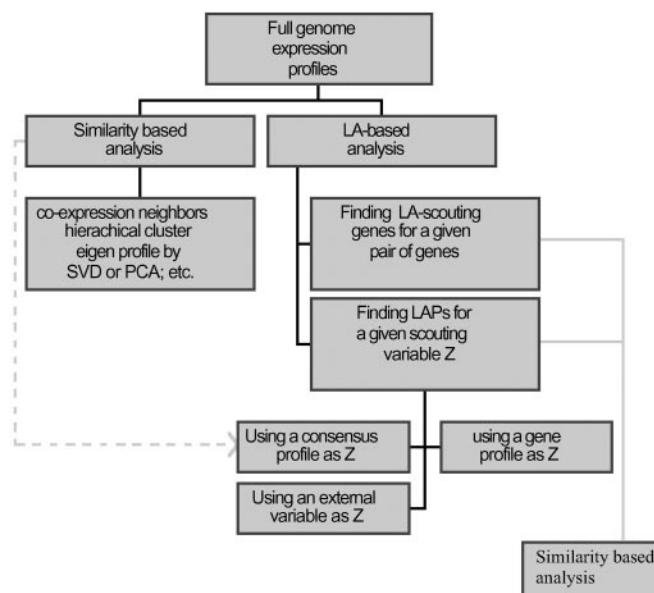 Full genome
expression
profiles
Similarity based
analysis
LA-based
analysis
co-expression neighbors
hierachical cluster
eigen profile by
SVD or PCA; etc.
Finding LA-scouting
genes for a given
pair of genes
Finding LAPs for
a given scouting
variable Z
Using a consensus
profile as Z
using a gene
profile as Z
Using an external
variable as Z
Similarity based
analysis